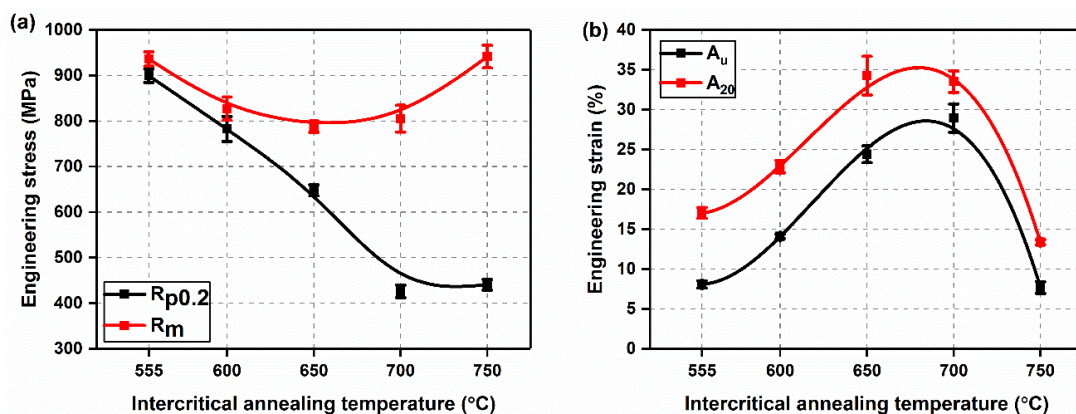 (a)
Engineering stress (MPa)
1000
900
800
700
600
500
400
300
Rp0.2
Rm
555 600 650 700 750
Intercritical annealing temperature (°C)
(b)
Engineering strain (%)
40
35
30
25
20
15
10
5
0
Au
A20
555 600 650 700 750
Intercritical annealing temperature (°C)